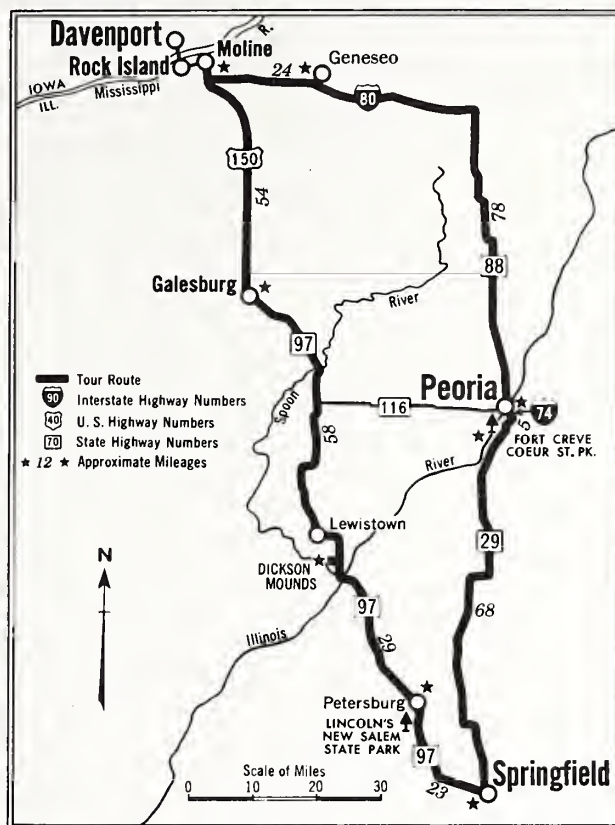 Davenport
Moline
R.
Rock Island
Geneseo
24
IOWA
ILL.
Mississippi
80
150
54
78
88
Galesburg
River
97
Tour Route
90 Interstate Highway Numbers
40 U. S. Highway Numbers
70 State Highway Numbers
★ 12 ★ Approximate Mileages
Spoon
Peoria
116
74
5
FORT CREVE
COEUR ST. PK.
58
River
N
Lewistown
29
DICKSON
MOUNDS
97
68
29
Illinois
Petersburg
LINCOLN'S
NEW SALEM
STATE PARK
97
Scale of Miles
0 10 20 30
23
Springfield